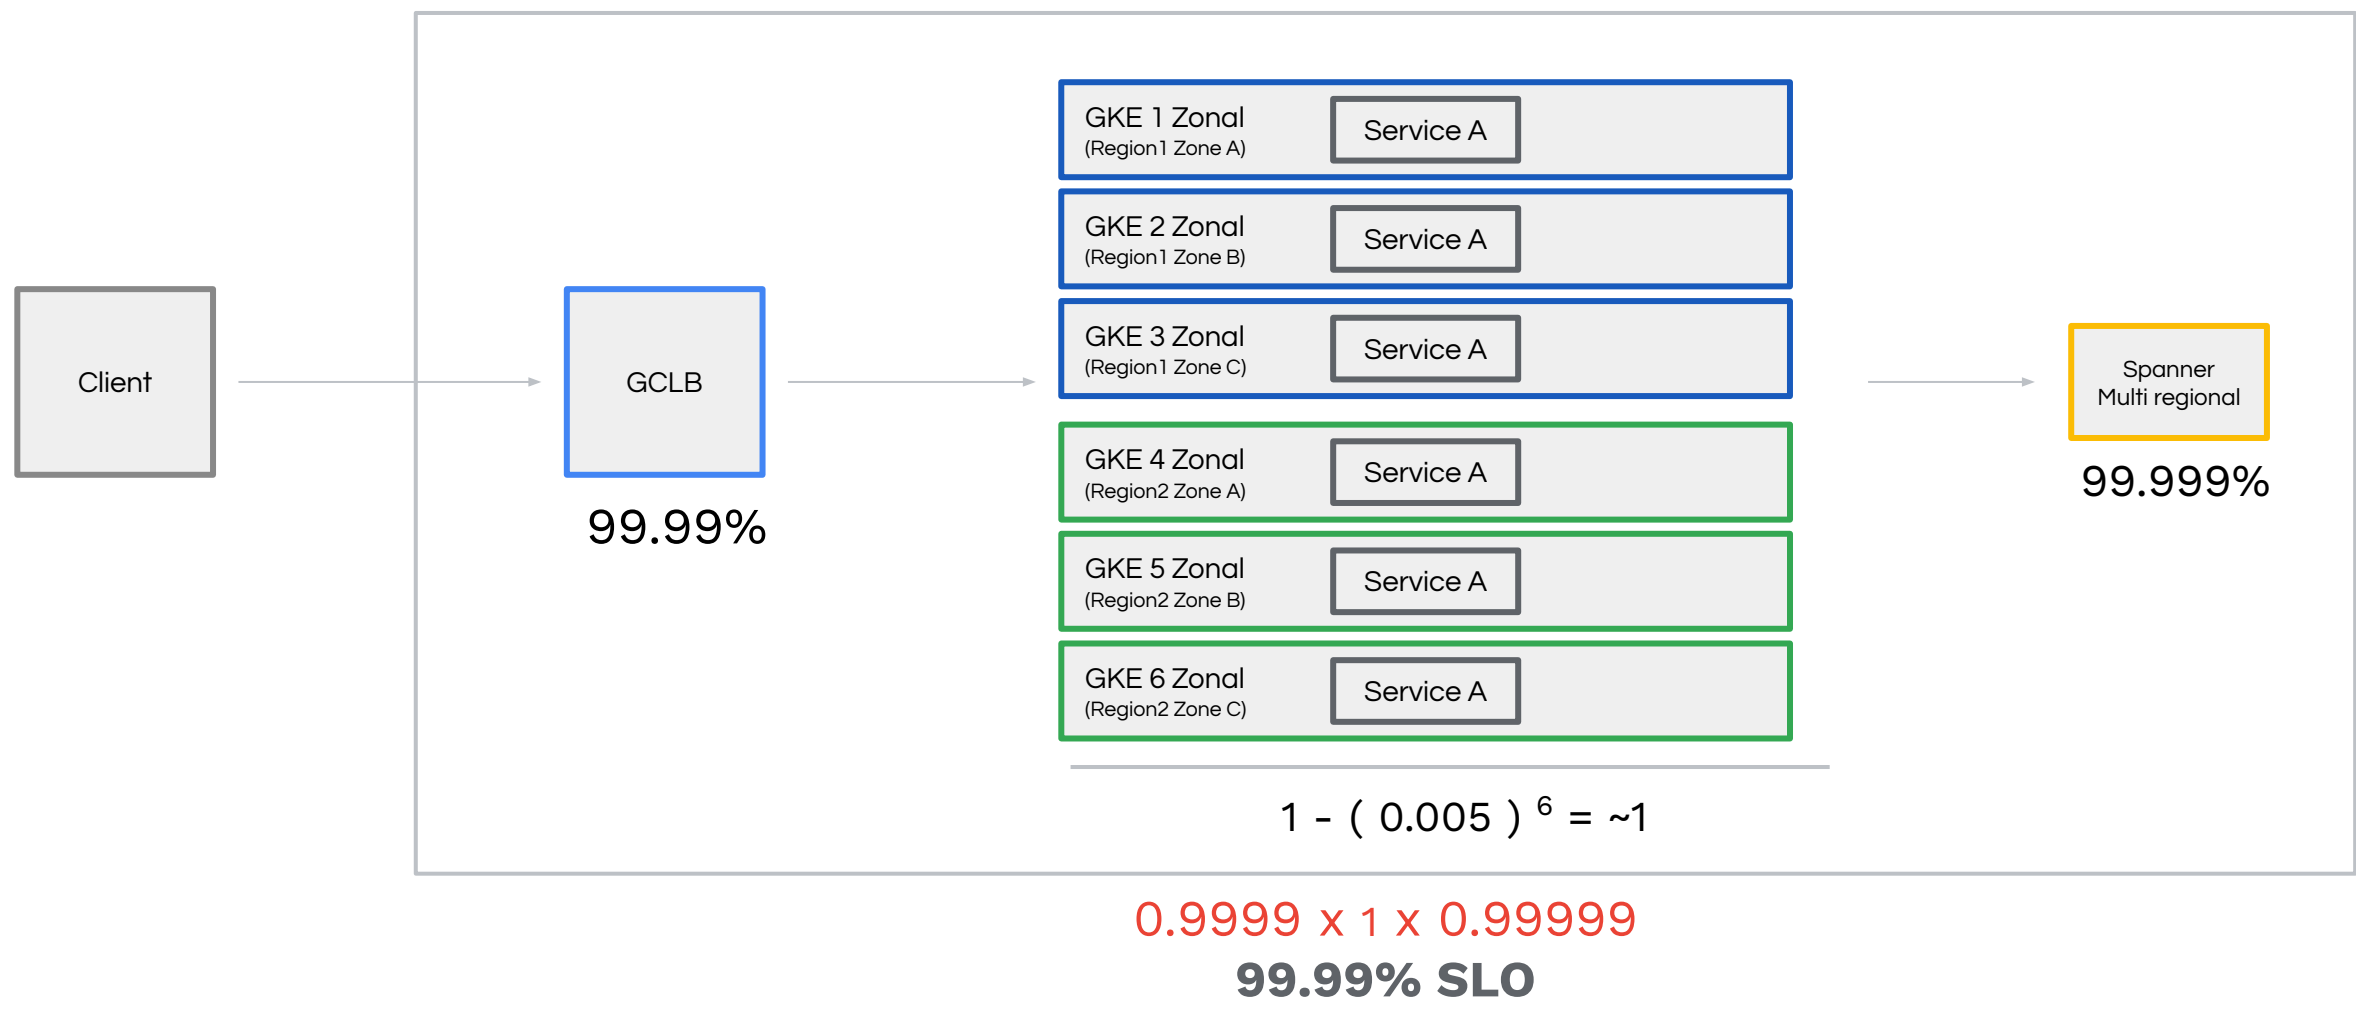 Client
GCLB
99.99%
GKE 1 Zonal
(Region1 Zone A)
Service A
GKE 2 Zonal
(Region1 Zone B)
Service A
GKE 3 Zonal
(Region1 Zone C)
Service A
GKE 4 Zonal
(Region2 Zone A)
Service A
GKE 5 Zonal
(Region2 Zone B)
Service A
GKE 6 Zonal
(Region2 Zone C)
Service A
1 - ( 0.005 ) ⁶ = ~1
Spanner
Multi regional
99.999%
0.9999 x 1 x 0.99999
99.99% SLO